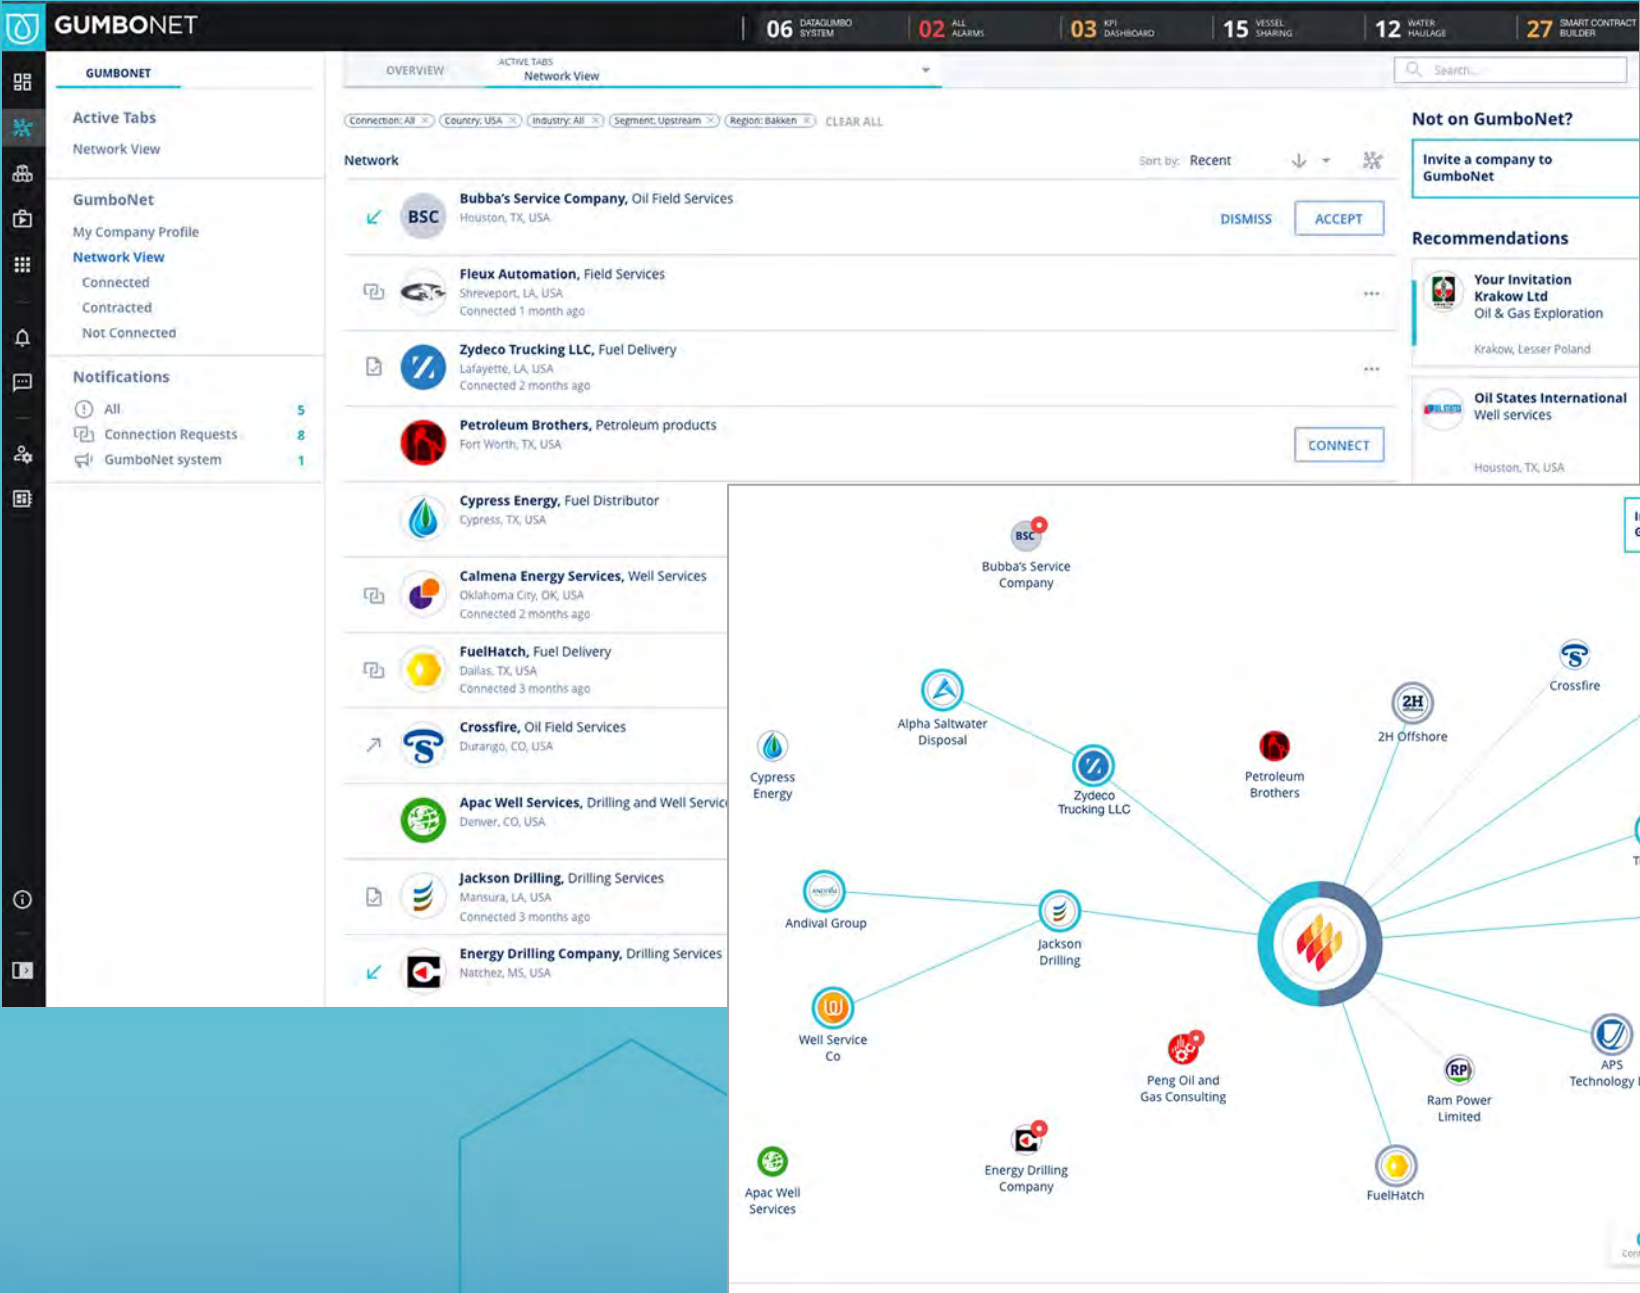 GUMBONET
06 DATAGUMBO SYSTEM
02 ALL ALARMS
03 KPI DASHBOARD
15 VESSEL SHARING
12 WATER HAULAGE
27 SMART CONTRACT BUILDER
GUMBONET
Active Tabs
Network View
GumboNet
My Company Profile
Network View
Connected
Contracted
Not Connected
Notifications
All 5
Connection Requests 8
GumboNet system 1
OVERVIEW
ACTIVE TABS
Network View
Search...
Connection: All ×
Country: USA ×
Industry: All ×
Segment: Upstream ×
Region: Bakken ×
CLEAR ALL
Network
Sort by: Recent
BSC
Bubba's Service Company, Oil Field Services
Houston, TX, USA
DISMISS
ACCEPT
Fleux Automation, Field Services
Shreveport, LA, USA
Connected 1 month ago
Zydeco Trucking LLC, Fuel Delivery
Lafayette, LA, USA
Connected 2 months ago
Petroleum Brothers, Petroleum products
Fort Worth, TX, USA
CONNECT
Cypress Energy, Fuel Distributor
Cypress, TX, USA
Calmena Energy Services, Well Services
Oklahoma City, OK, USA
Connected 2 months ago
FuelHatch, Fuel Delivery
Dallas, TX, USA
Connected 3 months ago
Crossfire, Oil Field Services
Durango, CO, USA
Apac Well Services, Drilling and Well Servic
Denver, CO, USA
Jackson Drilling, Drilling Services
Mansura, LA, USA
Connected 3 months ago
Energy Drilling Company, Drilling Services
Natchez, MS, USA
Not on GumboNet?
Invite a company to
GumboNet
Recommendations
Your Invitation
Krakow Ltd
Oil & Gas Exploration
Krakow, Lesser Poland
OIL STATES
Oil States International
Well services
Houston, TX, USA
BSC
Bubba's Service
Company
Crossfire
2H
2H Offshore
Alpha Saltwater
Disposal
Cypress
Energy
Zydeco
Trucking LLC
Petroleum
Brothers
Andival Group
Jackson
Drilling
Well Service
Co
Peng Oil and
Gas Consulting
RP
Ram Power
Limited
APS
Technology
Energy Drilling
Company
Apac Well
Services
FuelHatch